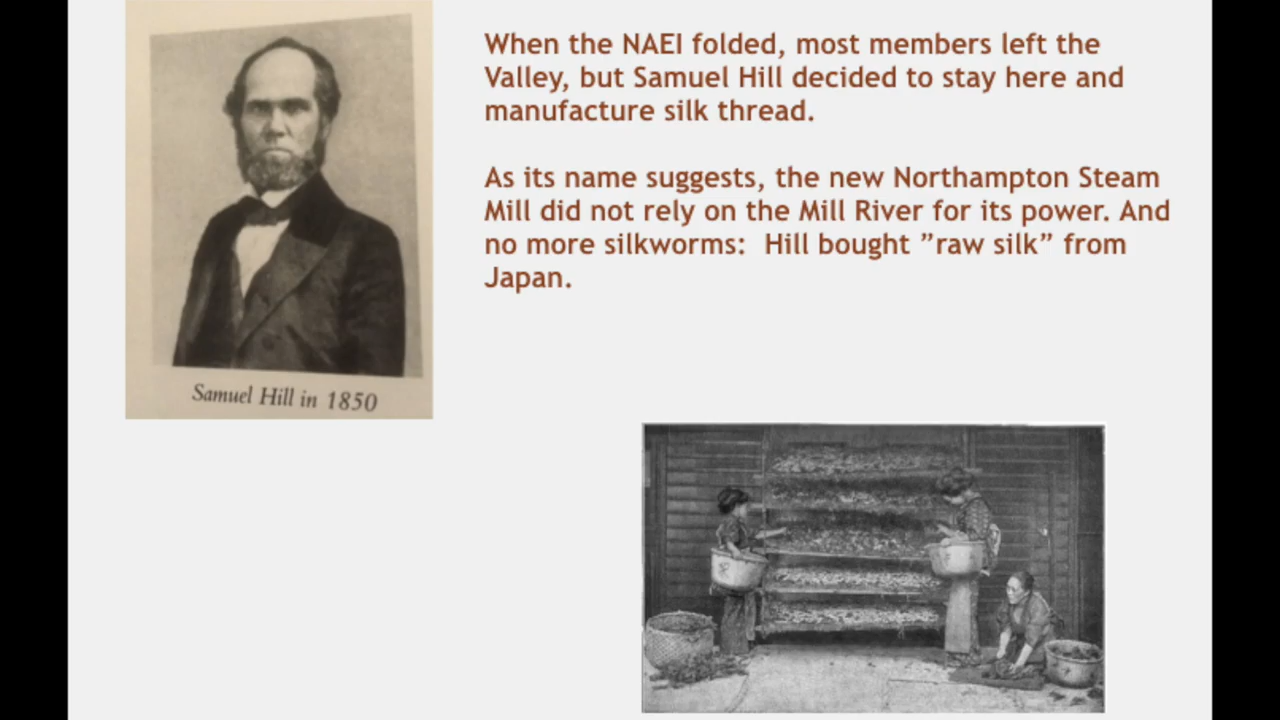 When the NAEI folded, most members left the
Valley, but Samuel Hill decided to stay here and
manufacture silk thread.
As its name suggests, the new Northampton Steam
Mill did not rely on the Mill River for its power. And
no more silkworms:  Hill bought ”raw silk” from
Japan.
Samuel Hill in 1850